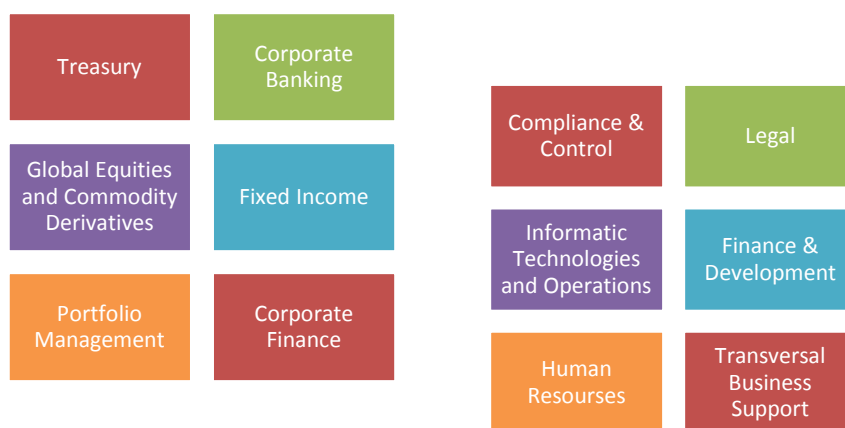 Treasury
Corporate
Banking
Global Equities
and Commodity
Derivatives
Fixed Income
Portfolio
Management
Corporate
Finance
Compliance &
Control
Legal
Informatic
Technologies
and Operations
Finance &
Development
Human
Resourses
Transversal
Business
Support